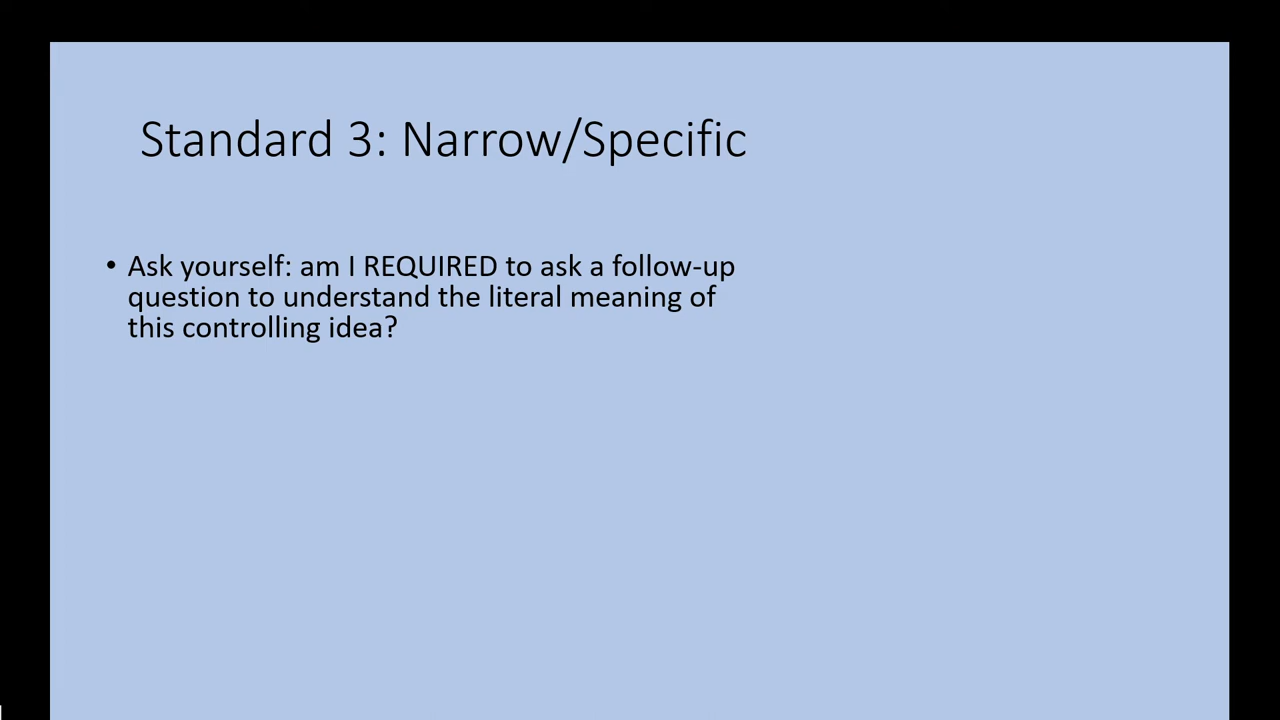 Standard 3: Narrow/Specific
• Ask yourself: am I REQUIRED to ask a follow-up
question to understand the literal meaning of
this controlling idea?